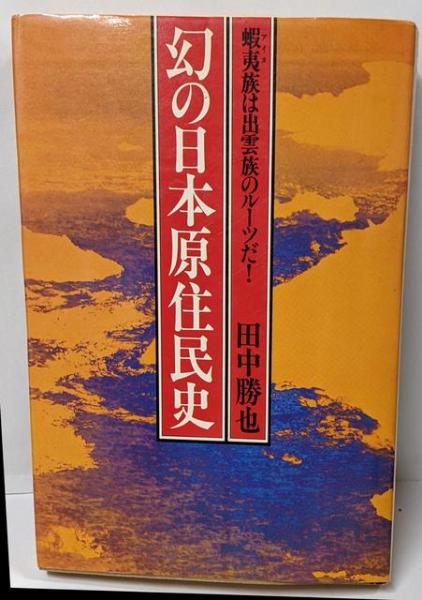 蝦夷族は出雲族のルーツだ!
アイヌ
幻の日本原住民史
田中勝也